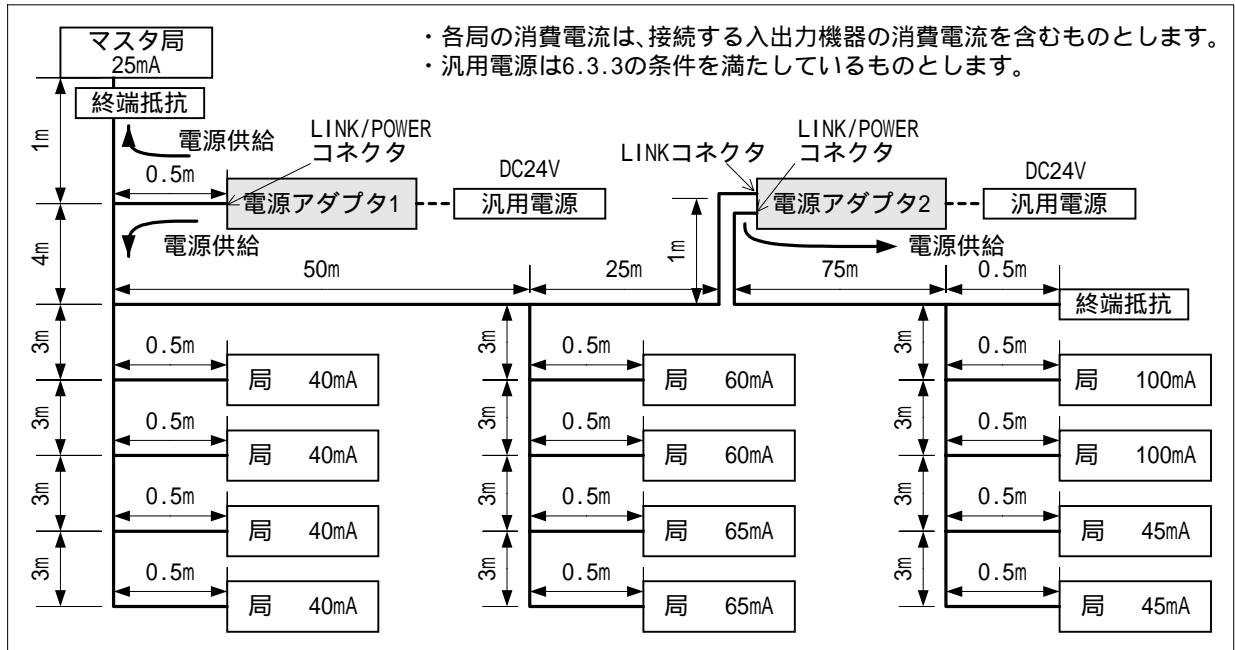 ・各局の消費電流は、接続する入出力機器の消費電流を含むものとします。
・汎用電源は6.3.3の条件を満たしているものとします。
マスタ局
25mA
終端抵抗
1m
電源供給
LINK/POWER
コネクタ
0.5m
電源アダプタ1
DC24V
汎用電源
電源供給
4m
LINKコネクタ
LINK/POWER
コネクタ
電源アダプタ2
DC24V
汎用電源
1m
電源供給
50m
25m
75m
0.5m
終端抵抗
3m
0.5m
局 40mA
3m
0.5m
局 60mA
3m
局 100mA
3m
0.5m
局 40mA
3m
0.5m
局 60mA
3m
0.5m
局 100mA
3m
0.5m
局 40mA
3m
0.5m
局 65mA
3m
0.5m
局 45mA
3m
0.5m
局 40mA
3m
0.5m
局 65mA
3m
0.5m
局 45mA